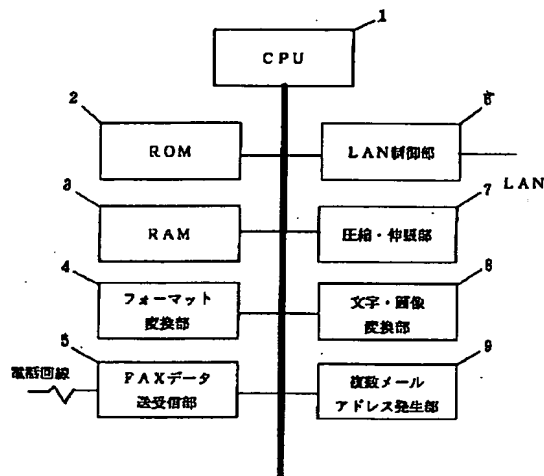 1
CPU
2
ROM
6
LAN制御部
LAN
3
RAM
7
圧縮・伸張部
4
フォーマット
変換部
8
文字・画像
変換部
5
電話回線
FAXデータ
送受信部
9
複数メール
アドレス発生部